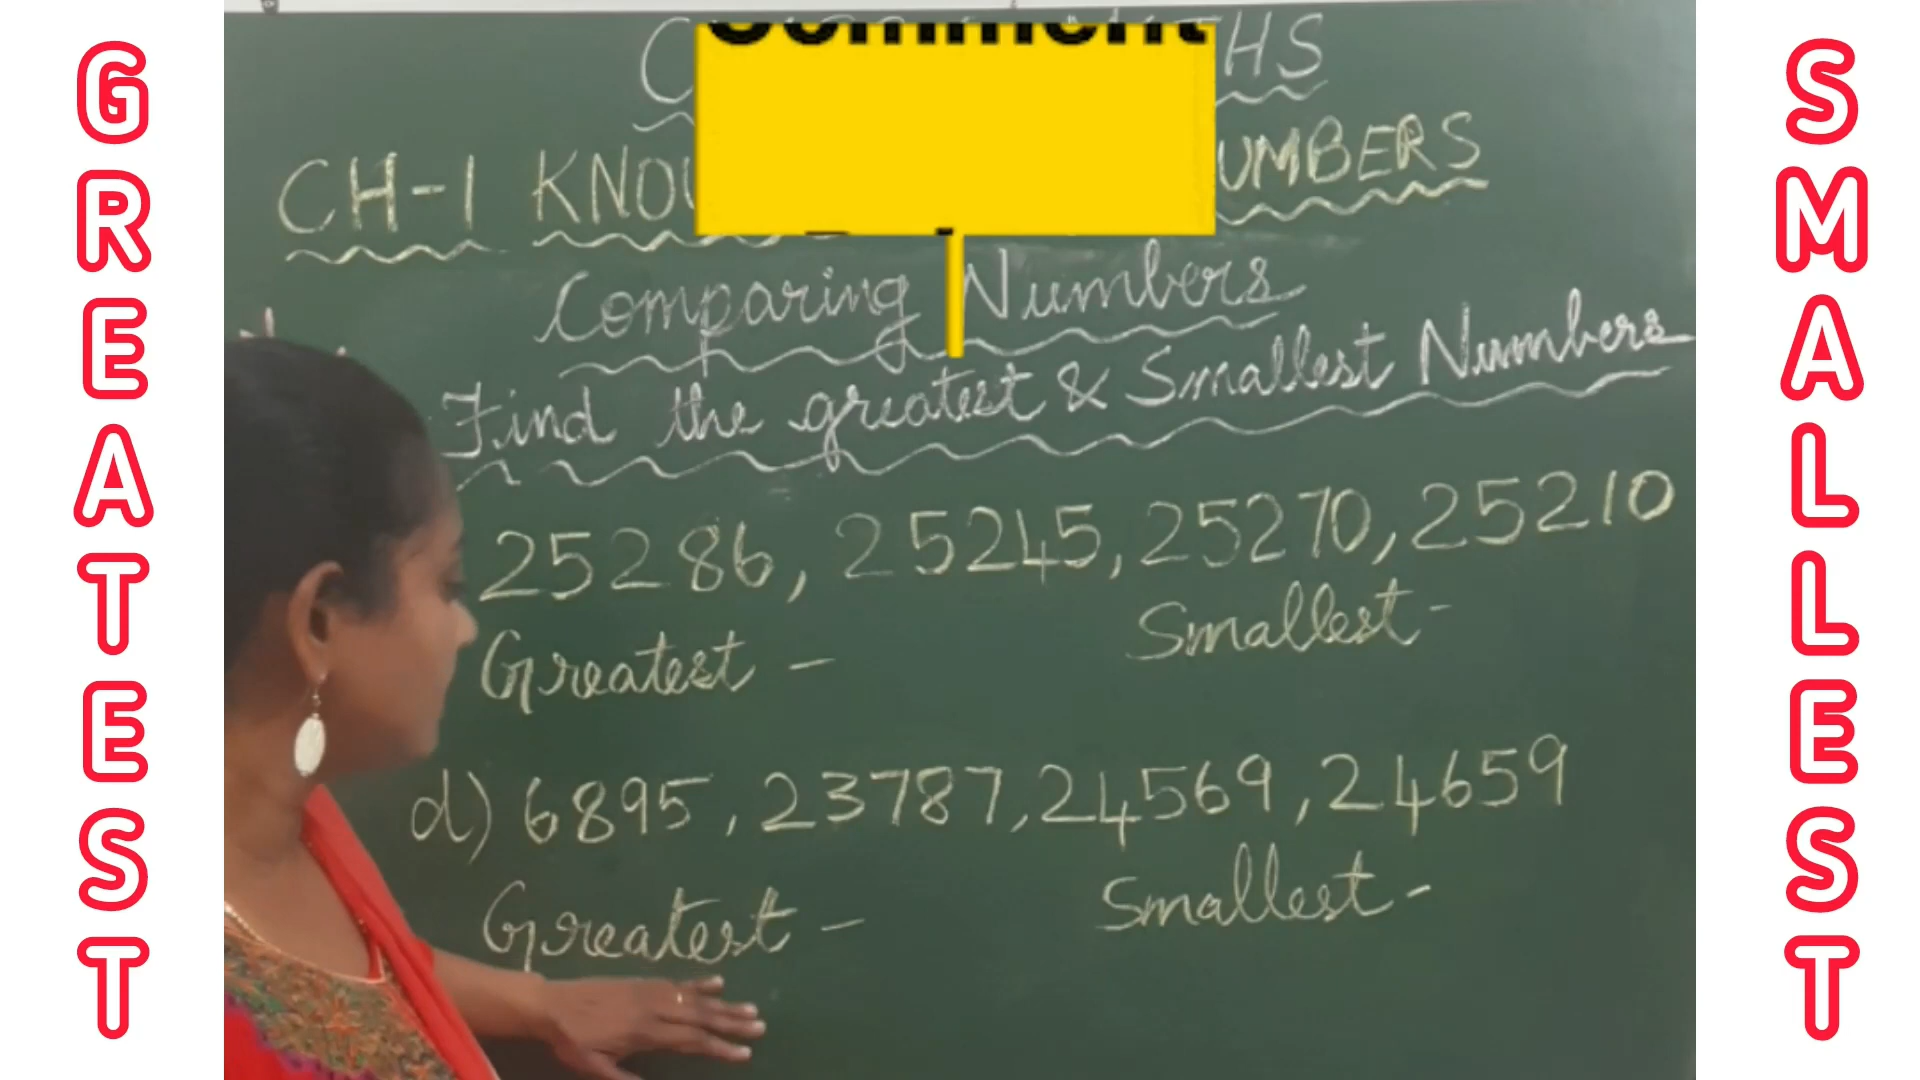 GREATEST
SMALLEST
HS
CH-1 KNO UMBERS
Comparing Numbers
Find the greatest & Smallest Numbers
25286, 25245, 25270, 25210
Greatest - Smallest -
d) 6895, 23787, 24569, 24659
Greatest - Smallest -